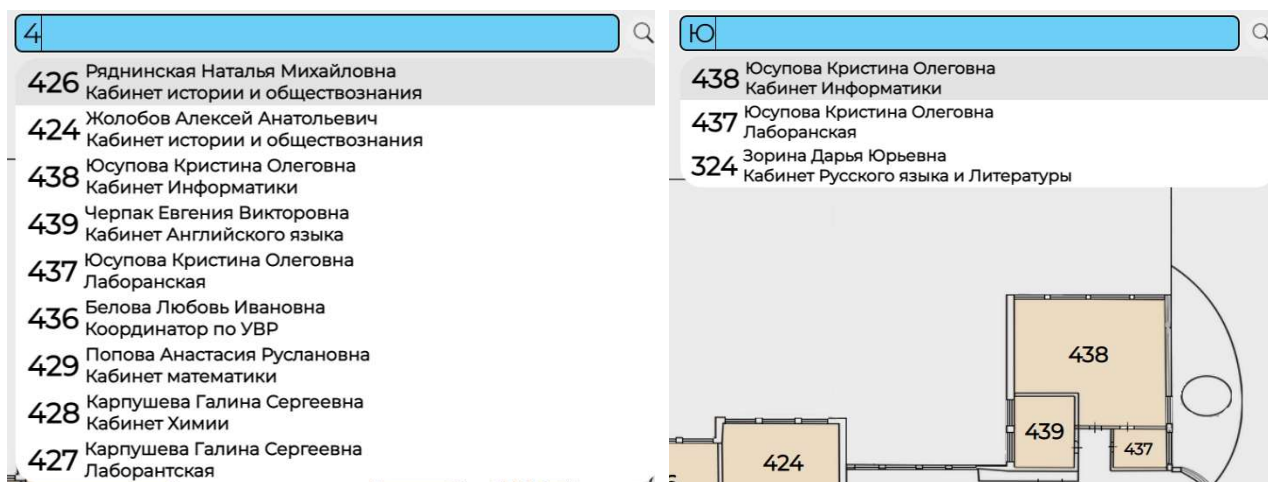 4
426 Ряднинская Наталья Михайловна
Кабинет истории и обществознания
424 Жолобов Алексей Анатольевич
Кабинет истории и обществознания
438 Юсупова Кристина Олеговна
Кабинет Информатики
439 Черпак Евгения Викторовна
Кабинет Английского языка
437 Юсупова Кристина Олеговна
Лаборанская
436 Белова Любовь Ивановна
Координатор по УВР
429 Попова Анастасия Руслановна
Кабинет математики
428 Карпушева Галина Сергеевна
Кабинет Химии
427 Карпушева Галина Сергеевна
Лаборантская
Ю
438 Юсупова Кристина Олеговна
Кабинет Информатики
437 Юсупова Кристина Олеговна
Лаборанская
324 Зорина Дарья Юрьевна
Кабинет Русского языка и Литературы
438
439
437
424